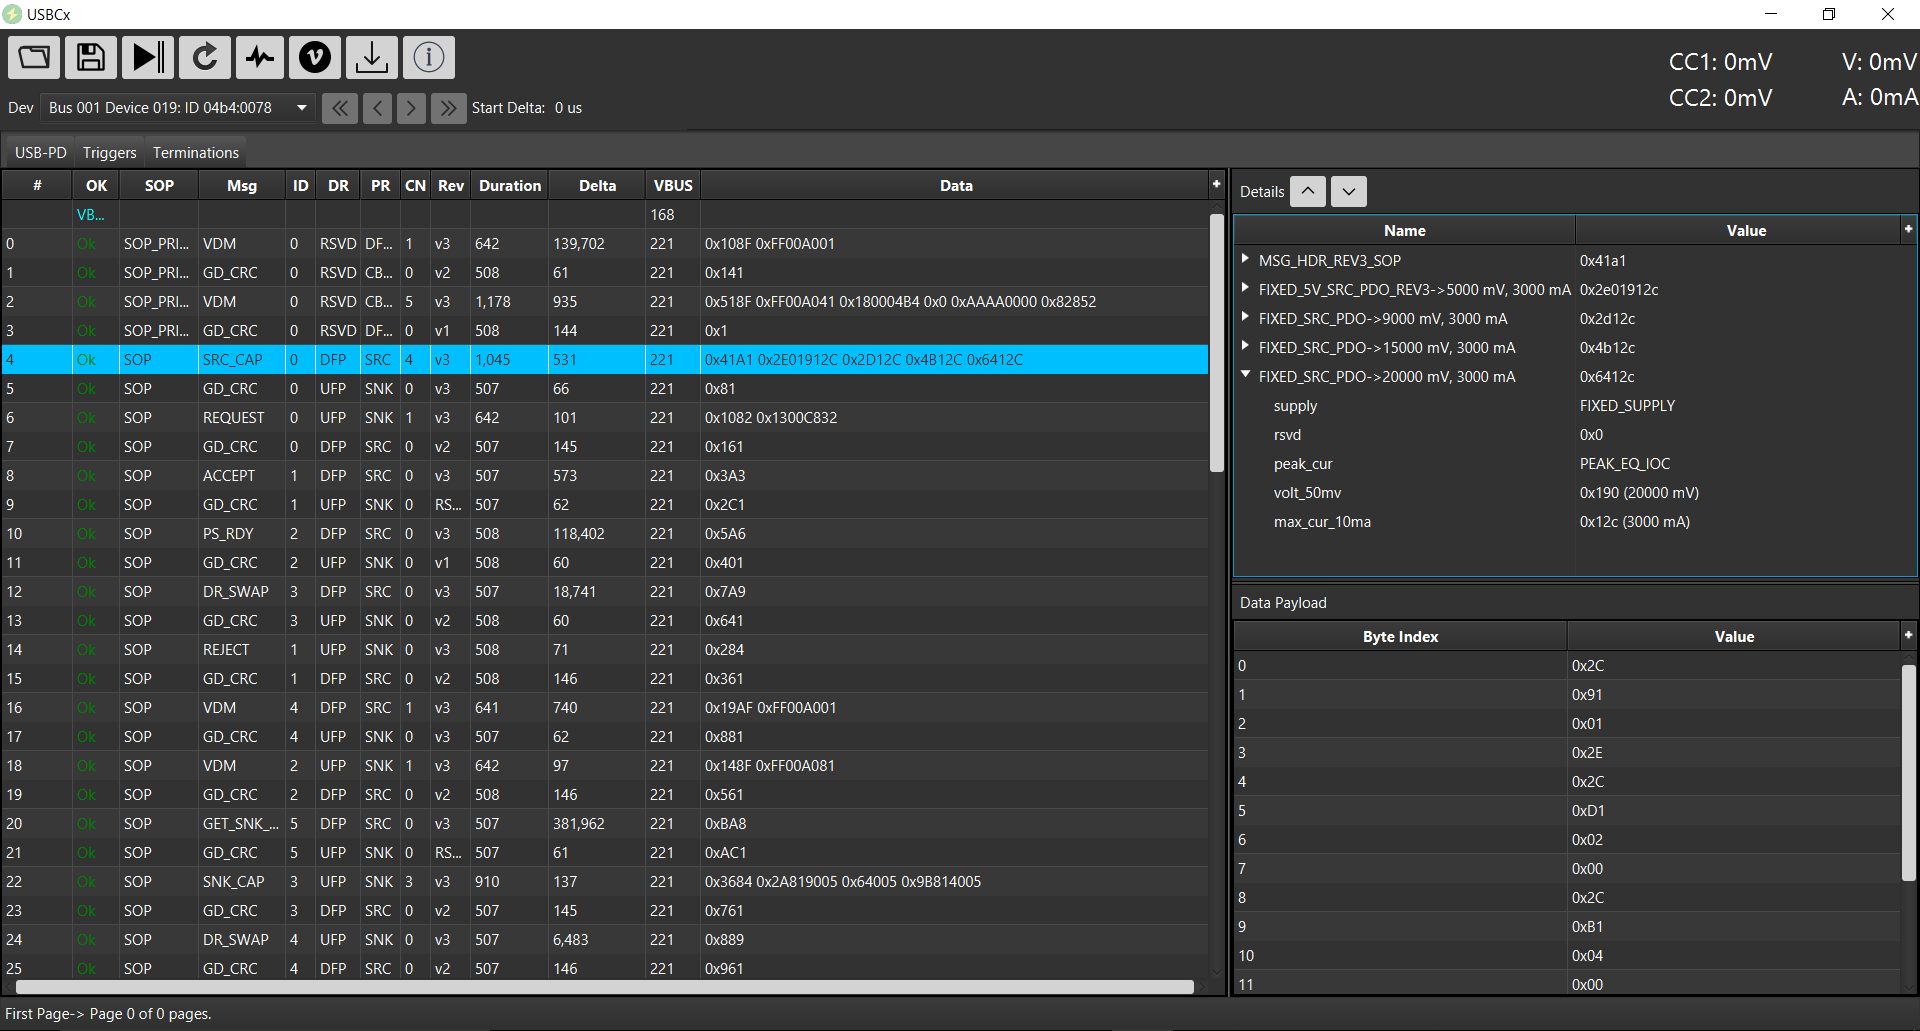 USBCx
CC1: 0mV V: 0mV
CC2: 0mV A: 0mA
Dev Bus 001 Device 019: ID 04b4:0078 Start Delta: 0 us
USB-PD Triggers Terminations
# OK SOP Msg ID DR PR CN Rev Duration Delta VBUS Data +
VB... 168
0 Ok SOP_PRI... VDM 0 RSVD DF... 1 v3 642 139,702 221 0x108F 0xFF00A001
1 Ok SOP_PRI... GD_CRC 0 RSVD CB... 0 v2 508 61 221 0x141
2 Ok SOP_PRI... VDM 0 RSVD CB... 5 v3 1,178 935 221 0x518F 0xFF00A041 0x180004B4 0x0 0xAAAA0000 0x82852
3 Ok SOP_PRI... GD_CRC 0 RSVD DF... 0 v1 508 144 221 0x1
4 Ok SOP SRC_CAP 0 DFP SRC 4 v3 1,045 531 221 0x41A1 0x2E01912C 0x2D12C 0x4B12C 0x6412C
5 Ok SOP GD_CRC 0 UFP SNK 0 v3 507 66 221 0x81
6 Ok SOP REQUEST 0 UFP SNK 1 v3 642 101 221 0x1082 0x1300C832
7 Ok SOP GD_CRC 0 DFP SRC 0 v2 507 145 221 0x161
8 Ok SOP ACCEPT 1 DFP SRC 0 v3 507 573 221 0x3A3
9 Ok SOP GD_CRC 1 UFP SNK 0 RS... 507 62 221 0x2C1
10 Ok SOP PS_RDY 2 DFP SRC 0 v3 508 118,402 221 0x5A6
11 Ok SOP GD_CRC 2 UFP SNK 0 v1 508 60 221 0x401
12 Ok SOP DR_SWAP 3 DFP SRC 0 v3 507 18,741 221 0x7A9
13 Ok SOP GD_CRC 3 UFP SNK 0 v2 508 60 221 0x641
14 Ok SOP REJECT 1 UFP SNK 0 v3 508 71 221 0x284
15 Ok SOP GD_CRC 1 DFP SRC 0 v2 508 146 221 0x361
16 Ok SOP VDM 4 DFP SRC 1 v3 641 740 221 0x19AF 0xFF00A001
17 Ok SOP GD_CRC 4 UFP SNK 0 v3 507 62 221 0x881
18 Ok SOP VDM 2 UFP SNK 1 v3 642 97 221 0x148F 0xFF00A081
19 Ok SOP GD_CRC 2 DFP SRC 0 v2 508 146 221 0x561
20 Ok SOP GET_SNK_... 5 DFP SRC 0 v3 507 381,962 221 0xBA8
21 Ok SOP GD_CRC 5 UFP SNK 0 RS... 507 61 221 0xAC1
22 Ok SOP SNK_CAP 3 UFP SNK 3 v3 910 137 221 0x3684 0x2A819005 0x64005 0x9B814005
23 Ok SOP GD_CRC 3 DFP SRC 0 v2 507 145 221 0x761
24 Ok SOP DR_SWAP 4 UFP SNK 0 v3 507 6,483 221 0x889
25 Ok SOP GD_CRC 4 DFP SRC 0 v2 507 146 221 0x961
Details
Name Value +
MSG_HDR_REV3_SOP 0x41a1
FIXED_5V_SRC_PDO_REV3->5000 mV, 3000 mA 0x2e01912c
FIXED_SRC_PDO->9000 mV, 3000 mA 0x2d12c
FIXED_SRC_PDO->15000 mV, 3000 mA 0x4b12c
FIXED_SRC_PDO->20000 mV, 3000 mA 0x6412c
supply FIXED_SUPPLY
rsvd 0x0
peak_cur PEAK_EQ_IOC
volt_50mv 0x190 (20000 mV)
max_cur_10ma 0x12c (3000 mA)
Data Payload
Byte Index Value +
0 0x2C
1 0x91
2 0x01
3 0x2E
4 0x2C
5 0xD1
6 0x02
7 0x00
8 0x2C
9 0xB1
10 0x04
11 0x00
First Page-> Page 0 of 0 pages.